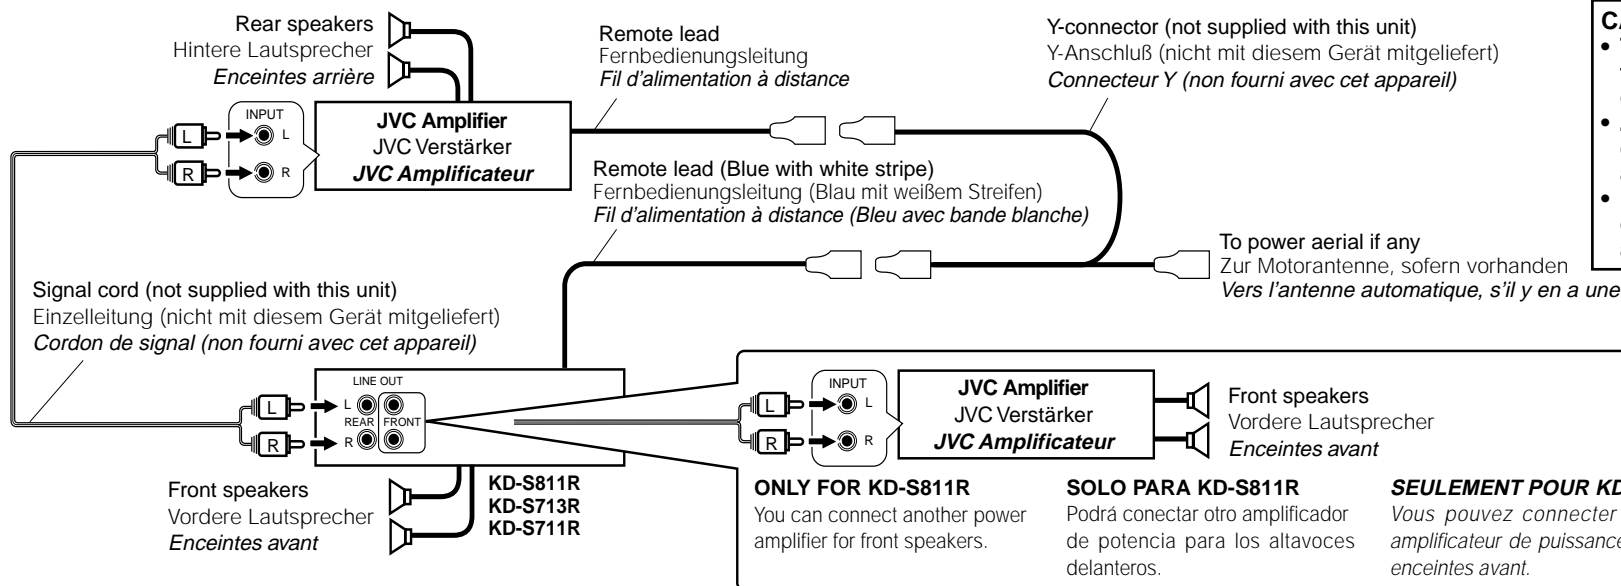 Rear speakers
Hintere Lautsprecher
Enceintes arrière
Remote lead
Fernbedienungsleitung
Fil d'alimentation à distance
Y-connector (not supplied with this unit)
Y-Anschluß (nicht mit diesem Gerät mitgeliefert)
Connecteur Y (non fourni avec cet appareil)
INPUT
L
L
R
R
JVC Amplifier
JVC Verstärker
JVC Amplificateur
Remote lead (Blue with white stripe)
Fernbedienungsleitung (Blau mit weißem Streifen)
Fil d'alimentation à distance (Bleu avec bande blanche)
To power aerial if any
Zur Motorantenne, sofern vorhanden
Vers l'antenne automatique, s'il y en a une
Signal cord (not supplied with this unit)
Einzelleitung (nicht mit diesem Gerät mitgeliefert)
Cordon de signal (non fourni avec cet appareil)
LINE OUT
L
L
REAR FRONT
R
R
KD-S811R
KD-S713R
KD-S711R
Front speakers
Vordere Lautsprecher
Enceintes avant
INPUT
L
L
R
R
JVC Amplifier
JVC Verstärker
JVC Amplificateur
Front speakers
Vordere Lautsprecher
Enceintes avant
ONLY FOR KD-S811R
You can connect another power
amplifier for front speakers.
SOLO PARA KD-S811R
Podrá conectar otro amplificador
de potencia para los altavoces
delanteros.
SEULEMENT POUR
Vous pouvez connecter
amplificateur de puissance
enceintes avant.